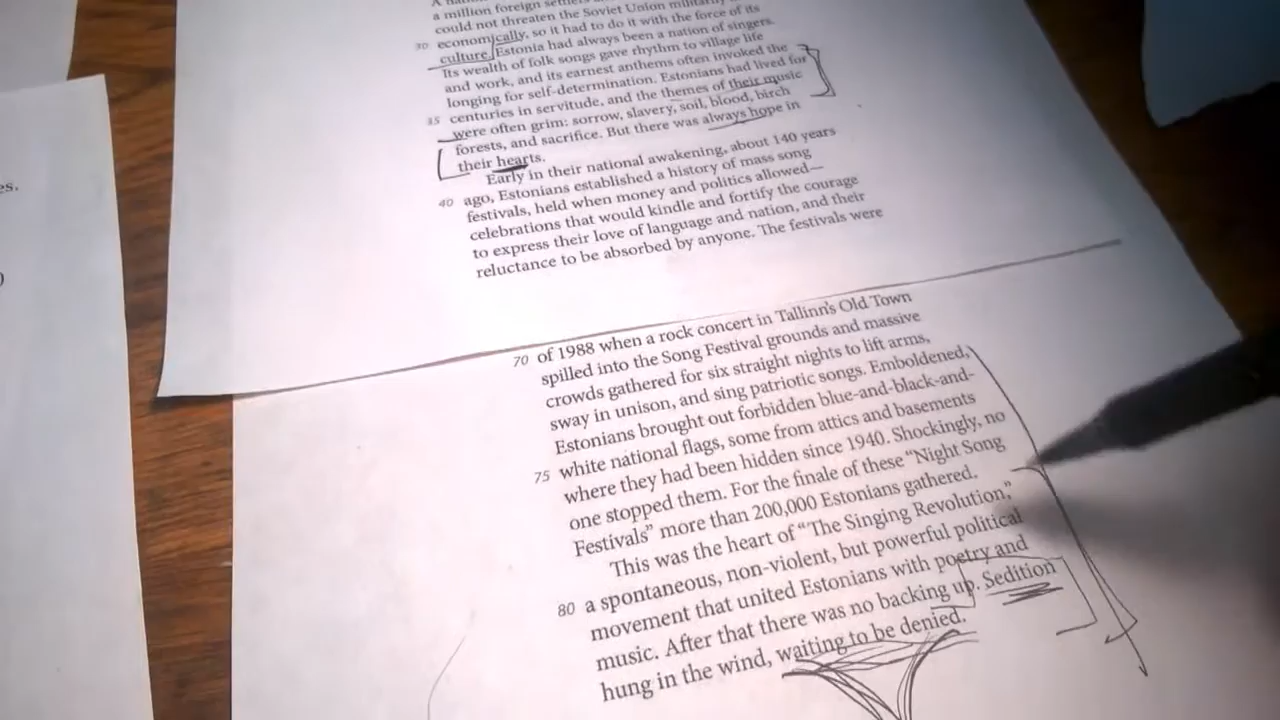 a million foreign settlers
could not threaten the Soviet Union militarily or
30 economically, so it had to do it with the force of its
culture. Estonia had always been a nation of singers.
Its wealth of folk songs gave rhythm to village life
and work, and its earnest anthems often invoked the
longing for self-determination. Estonians had lived for
35 centuries in servitude, and the themes of their music
were often grim: sorrow, slavery, soil, blood, birch
forests, and sacrifice. But there was always hope in
their hearts.
Early in their national awakening, about 140 years
40 ago, Estonians established a history of mass song
festivals, held when money and politics allowed—
celebrations that would kindle and fortify the courage
to express their love of language and nation, and their
reluctance to be absorbed by anyone. The festivals were
es.
70 of 1988 when a rock concert in Tallinn's Old Town
spilled into the Song Festival grounds and massive
crowds gathered for six straight nights to lift arms,
sway in unison, and sing patriotic songs. Emboldened,
Estonians brought out forbidden blue-and-black-and-
75 white national flags, some from attics and basements
where they had been hidden since 1940. Shockingly, no
one stopped them. For the finale of these “Night Song
Festivals” more than 200,000 Estonians gathered.
This was the heart of “The Singing Revolution,”
80 a spontaneous, non-violent, but powerful political
movement that united Estonians with poetry and
music. After that there was no backing up. Sedition
hung in the wind, waiting to be denied.